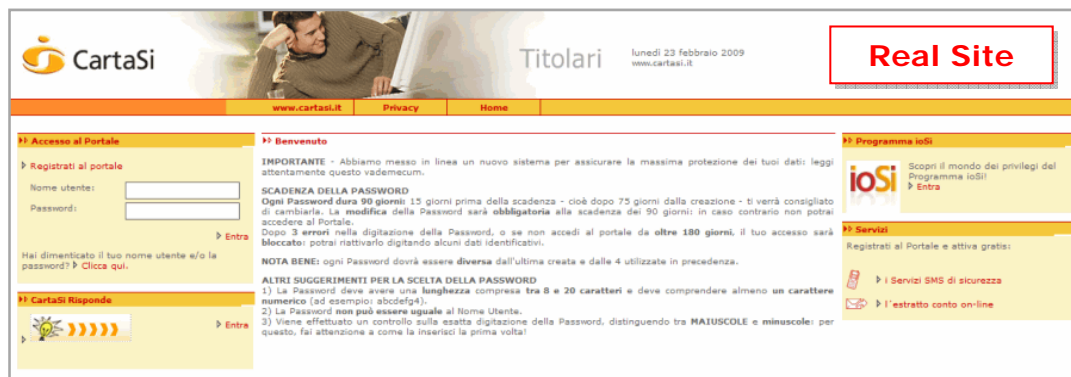 CartaSi
Titolari
lunedì 23 febbraio 2009
www.cartasi.it
Real Site
www.cartasi.it
Privacy
Home
Accesso al Portale
Registrati al portale
Nome utente:
Password:
Entra
Hai dimenticato il tuo nome utente e/o la
password? Clicca qui.
CartaSi Risponde
Entra
Benvenuto
IMPORTANTE - Abbiamo messo in linea un nuovo sistema per assicurare la massima protezione dei tuoi dati: leggi
attentamente questo vademecum.
SCADENZA DELLA PASSWORD
Ogni Password dura 90 giorni: 15 giorni prima della scadenza - cioè dopo 75 giorni dalla creazione - ti verrà consigliato
di cambiarla. La modifica della Password sarà obbligatoria alla scadenza dei 90 giorni: in caso contrario non potrai
accedere al Portale.
Dopo 3 errori nella digitazione della Password, o se non accedi al portale da oltre 180 giorni, il tuo accesso sarà
bloccato: potrai riattivarlo digitando alcuni dati identificativi.
NOTA BENE: ogni Password dovrà essere diversa dall'ultima creata e dalle 4 utilizzate in precedenza.
ALTRI SUGGERIMENTI PER LA SCELTA DELLA PASSWORD
1) La Password deve avere una lunghezza compresa tra 8 e 20 caratteri e deve comprendere almeno un carattere
numerico (ad esempio: abcdefg4).
2) La Password non può essere uguale al Nome Utente.
3) Viene effettuato un controllo sulla esatta digitazione della Password, distinguendo tra MAIUSCOLE e minuscole: per
questo, fai attenzione a come la inserisci la prima volta!
Programma ioSi
ioSi
Scopri il mondo dei privilegi del
Programma ioSi!
Entra
Servizi
Registrati al Portale e attiva gratis:
i Servizi SMS di sicurezza
l'estratto conto on-line